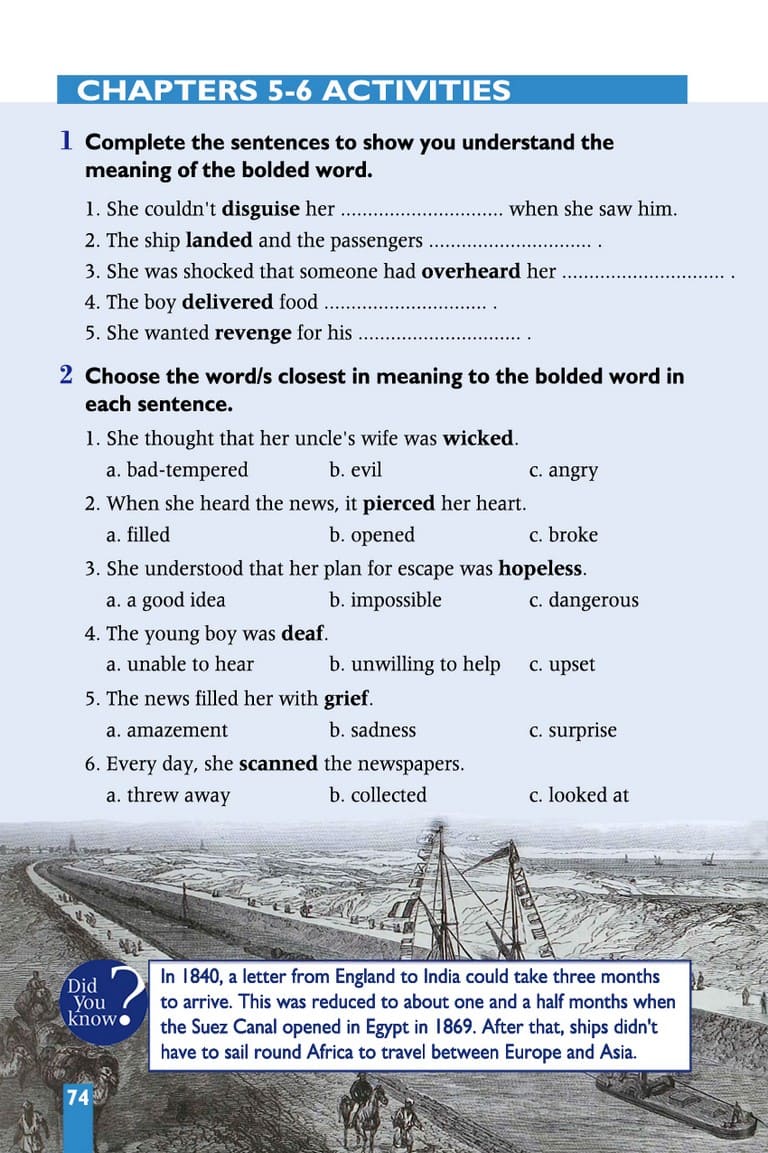 CHAPTERS 5-6 ACTIVITIES
1 Complete the sentences to show you understand the
meaning of the bolded word.
1. She couldn't disguise her ............................... when she saw him.
2. The ship landed and the passengers ............................... .
3. She was shocked that someone had overheard her ............................... .
4. The boy delivered food ............................... .
5. She wanted revenge for his ............................... .
2 Choose the word/s closest in meaning to the bolded word in
each sentence.
1. She thought that her uncle's wife was wicked.
a. bad-tempered b. evil c. angry
2. When she heard the news, it pierced her heart.
a. filled b. opened c. broke
3. She understood that her plan for escape was hopeless.
a. a good idea b. impossible c. dangerous
4. The young boy was deaf.
a. unable to hear b. unwilling to help c. upset
5. The news filled her with grief.
a. amazement b. sadness c. surprise
6. Every day, she scanned the newspapers.
a. threw away b. collected c. looked at
Did
You
know?
In 1840, a letter from England to India could take three months
to arrive. This was reduced to about one and a half months when
the Suez Canal opened in Egypt in 1869. After that, ships didn't
have to sail round Africa to travel between Europe and Asia.
74